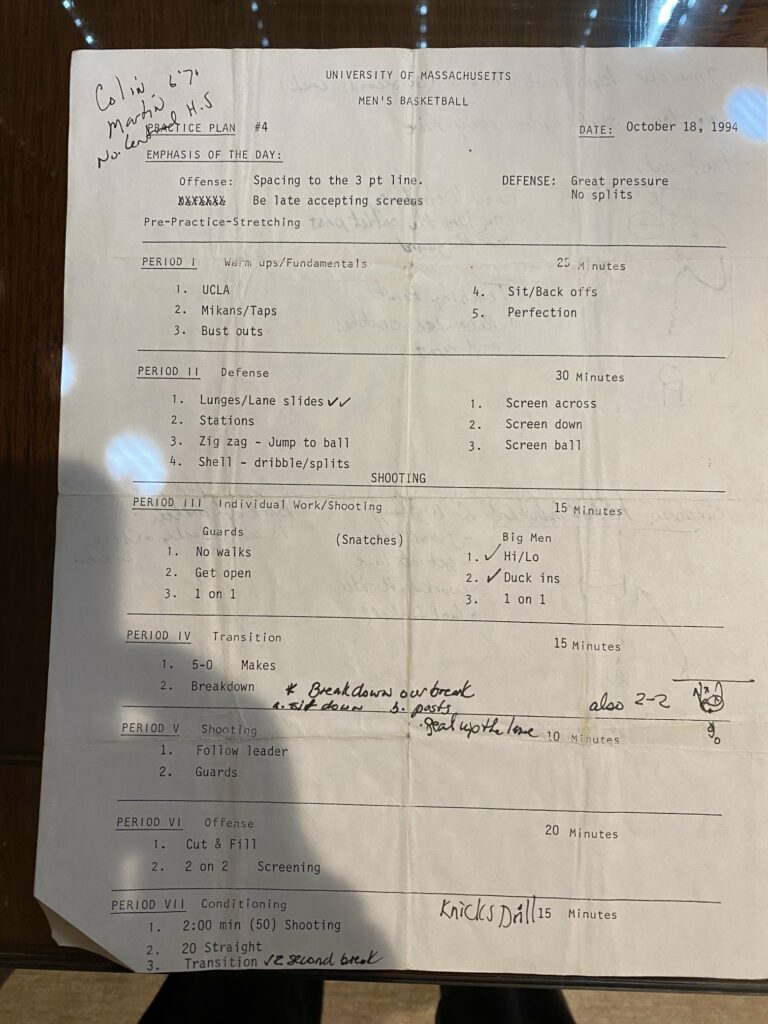 Colin 6'7"
Martin
No. Central H.S
UNIVERSITY OF MASSACHUSETTS
MEN'S BASKETBALL
PRACTICE PLAN #4 DATE: October 18, 1994
EMPHASIS OF THE DAY:
Offense: Spacing to the 3 pt line. DEFENSE: Great pressure
Be late accepting screens No splits
Pre-Practice-Stretching
PERIOD I Warm ups/Fundamentals 25 Minutes
1. UCLA 4. Sit/Back offs
2. Mikans/Taps 5. Perfection
3. Bust outs
PERIOD II Defense 30 Minutes
1. Lunges/Lane slides ✓✓ 1. Screen across
2. Stations 2. Screen down
3. Zig zag - Jump to ball 3. Screen ball
4. Shell - dribble/splits
SHOOTING
PERIOD III Individual Work/Shooting 15 Minutes
Guards (Snatches) Big Men
1. No walks 1. ✓ Hi/Lo
2. Get open 2. ✓ Duck ins
3. 1 on 1 3. 1 on 1
PERIOD IV Transition 15 Minutes
1. 5-0 Makes
2. Breakdown * Breakdown our break
sit down 3. posts also 2-2
PERIOD V Shooting · Seal up the lane 10 Minutes
1. Follow leader
2. Guards
PERIOD VI Offense 20 Minutes
1. Cut & Fill
2. 2 on 2 Screening
PERIOD VII Conditioning Knicks Drill 15 Minutes
1. 2:00 min (50) Shooting
2. 20 Straight
3. Transition √2 second break